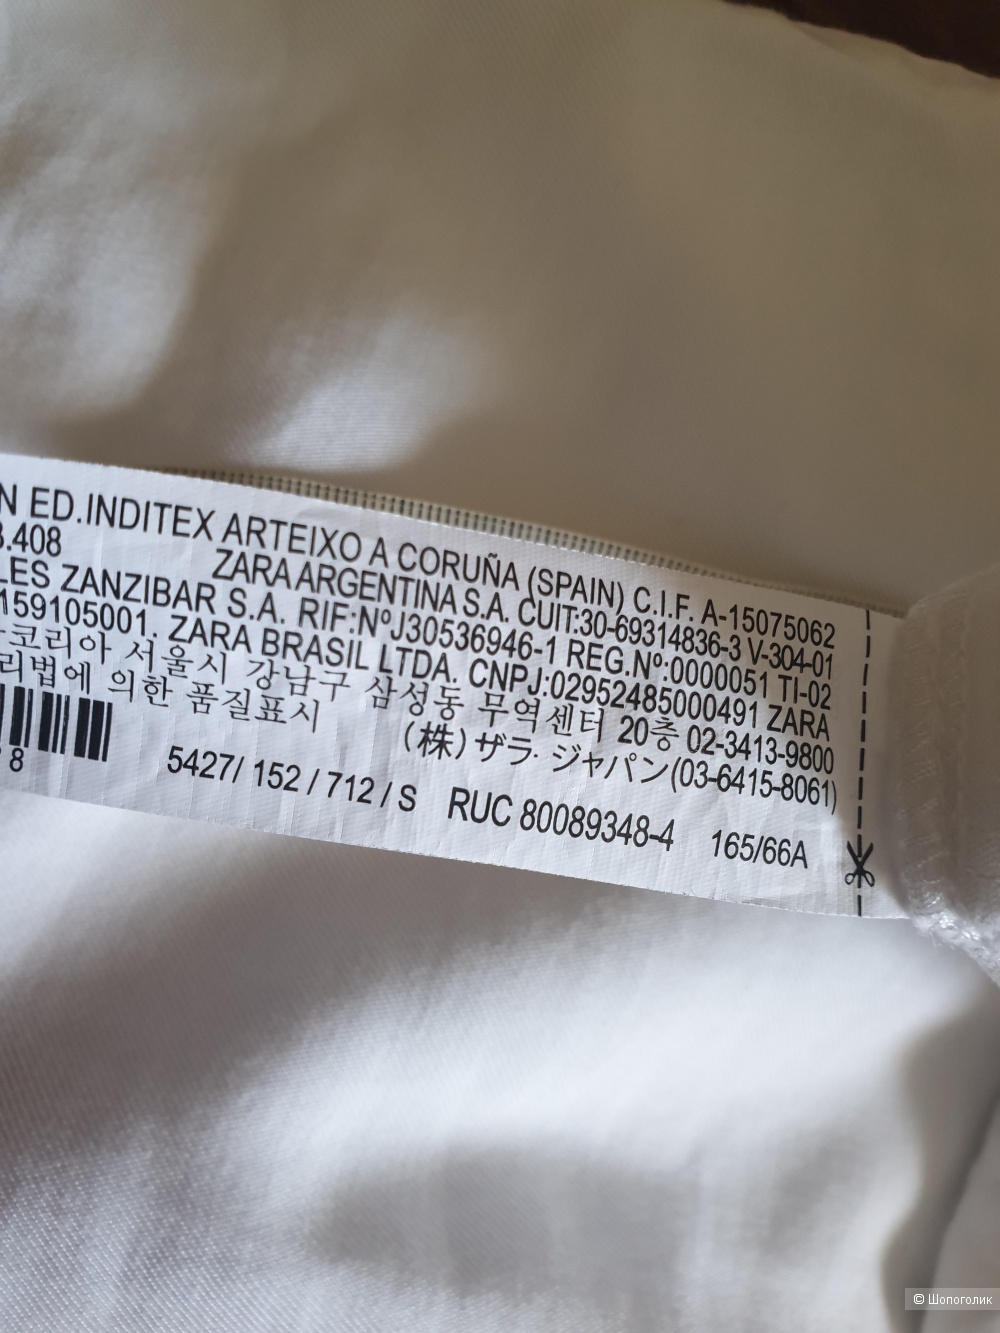 N ED.INDITEX ARTEIXO A CORUÑA (SPAIN) C.I.F. A-15075062
3.408 ZARA ARGENTINA S.A. CUIT:30-69314836-3 V-304-01
LES ZANZIBAR S.A. RIF:NºJ30536946-1 REG.Nº:0000051 TI-02
159105001. ZARA BRASIL LTDA. CNPJ:02952485000491 ZARA
코리아 서울시 강남구 삼성동 무역센터 20층 02-3413-9800
리법에 의한 품질표시 (株) ザラ・ジャパン(03-6415-8061)
8 5427/ 152 / 712 / S RUC 80089348-4 165/66A
© Шопоголик